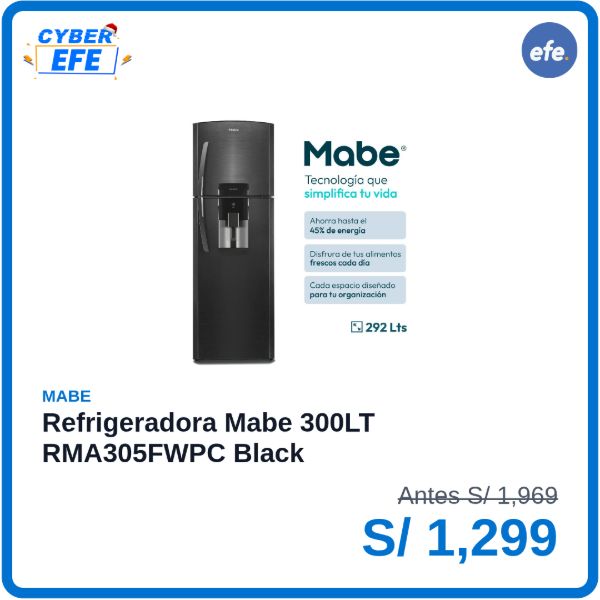 CYBER
EFE
efe.
Mabe®
Tecnología que
simplifica tu vida
Ahorra hasta el
45% de energía
Disfrura de tus alimentos
frescos cada día
Cada espacio diseñado
para tu organización
292 Lts
MABE
Refrigeradora Mabe 300LT
RMA305FWPC Black
Antes S/ 1,969
S/ 1,299